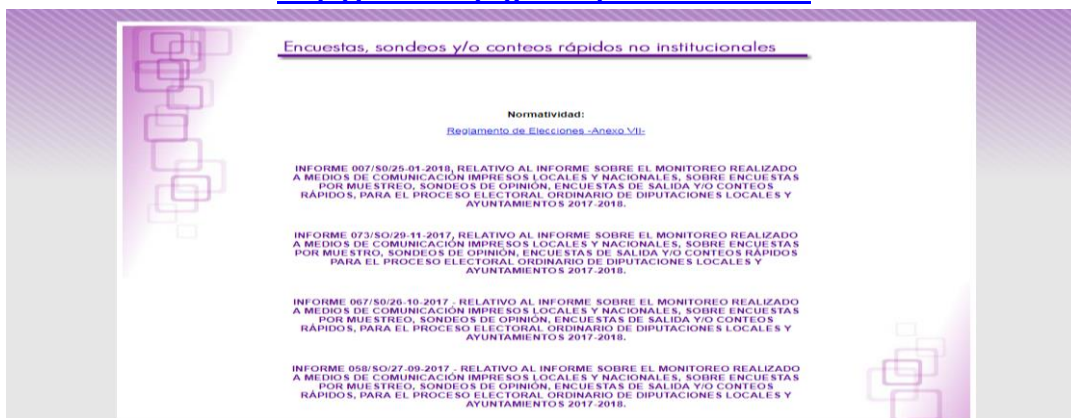 Encuestas, sondeos y/o conteos rápidos no institucionales
Normatividad:
Reglamento de Elecciones -Anexo VII-
INFORME 007/S0/25-01-2018, RELATIVO AL INFORME SOBRE EL MONITOREO REALIZADO
A MEDIOS DE COMUNICACIÓN IMPRESOS LOCALES Y NACIONALES, SOBRE ENCUESTAS
POR MUESTREO, SONDEOS DE OPINIÓN, ENCUESTAS DE SALIDA Y/O CONTEOS
RÁPIDOS, PARA EL PROCESO ELECTORAL ORDINARIO DE DIPUTACIONES LOCALES Y
AYUNTAMIENTOS 2017-2018.
INFORME 073/SO/29-11-2017, RELATIVO AL INFORME SOBRE EL MONITOREO REALIZADO
A MEDIOS DE COMUNICACIÓN IMPRESOS LOCALES Y NACIONALES, SOBRE ENCUESTAS
POR MUESTRO, SONDEOS DE OPINIÓN, ENCUESTAS DE SALIDA Y/O CONTEOS RÁPIDOS
PARA EL PROCESO ELECTORAL ORDINARIO DE DIPUTACIONES LOCALES Y
AYUNTAMIENTOS 2017-2018.
INFORME 067/S0/26-10-2017 - RELATIVO AL INFORME SOBRE EL MONITOREO REALIZADO
A MEDIOS DE COMUNICACIÓN IMPRESOS LOCALES Y NACIONALES, SOBRE ENCUESTAS
POR MUESTREO, SONDEOS DE OPINIÓN, ENCUESTAS DE SALIDA Y/O CONTEOS
RÁPIDOS, PARA EL PROCESO ELECTORAL ORDINARIO DE DIPUTACIONES LOCALES Y
AYUNTAMIENTOS 2017-2018.
INFORME 058/SO/27-09-2017 - RELATIVO AL INFORME SOBRE EL MONITOREO REALIZADO
A MEDIOS DE COMUNICACIÓN IMPRESOS LOCALES Y NACIONALES, SOBRE ENCUESTAS
POR MUESTREO, SONDEOS DE OPINIÓN, ENCUESTAS DE SALIDA Y/O CONTEOS
RÁPIDOS, PARA EL PROCESO ELECTORAL ORDINARIO DE DIPUTACIONES LOCALES Y
AYUNTAMIENTOS 2017-2018.